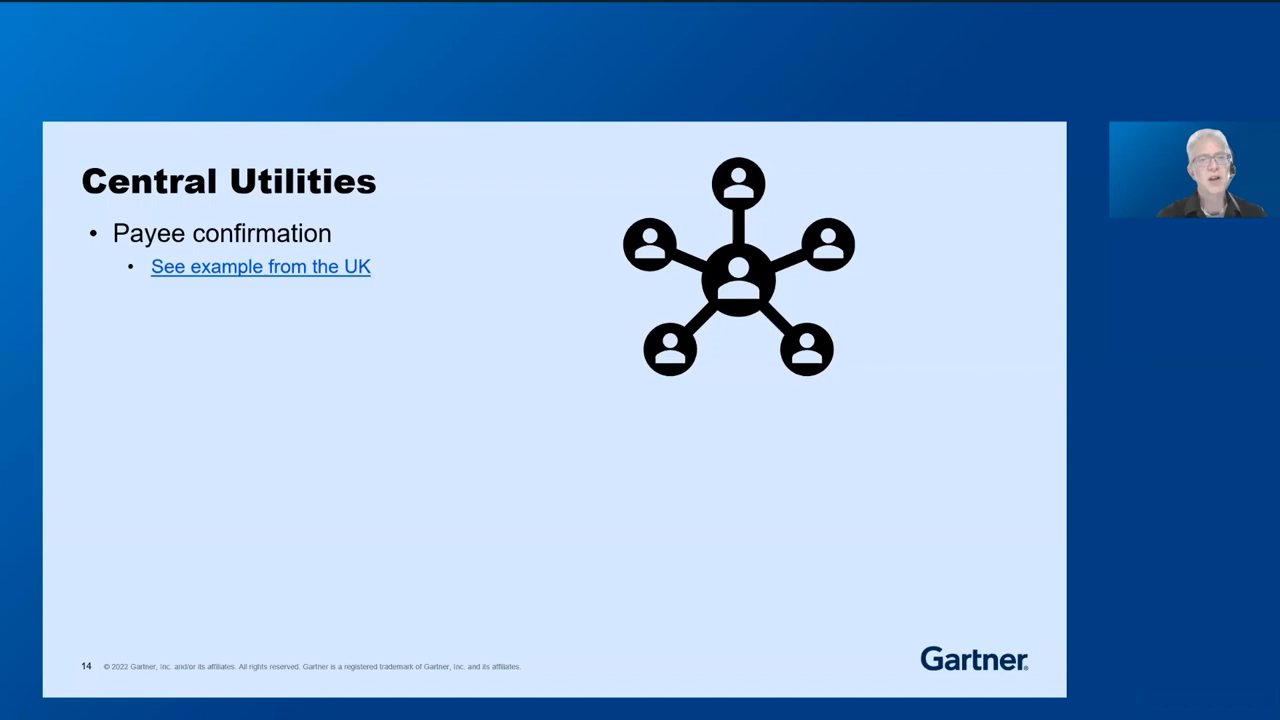 Central Utilities
• Payee confirmation
• See example from the UK
14 © 2022 Gartner, Inc. and/or its affiliates. All rights reserved. Gartner is a registered trademark of Gartner, Inc. and its affiliates.
Gartner®